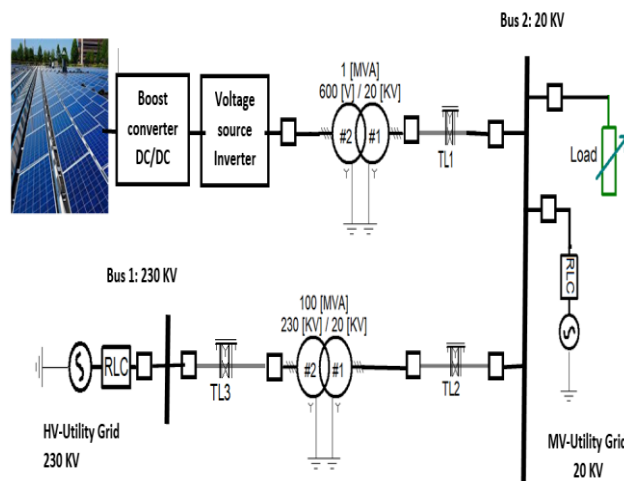 Bus 2: 20 KV
1 [MVA]
600 [V] / 20 [KV]
Boost
converter
DC/DC
Voltage
source
Inverter
#2
#1
TL1
Load
RLC
Bus 1: 230 KV
100 [MVA]
230 [KV] / 20 [KV]
RLC
TL3
#2
#1
TL2
HV-Utility Grid
230 KV
MV-Utility Grid
20 KV